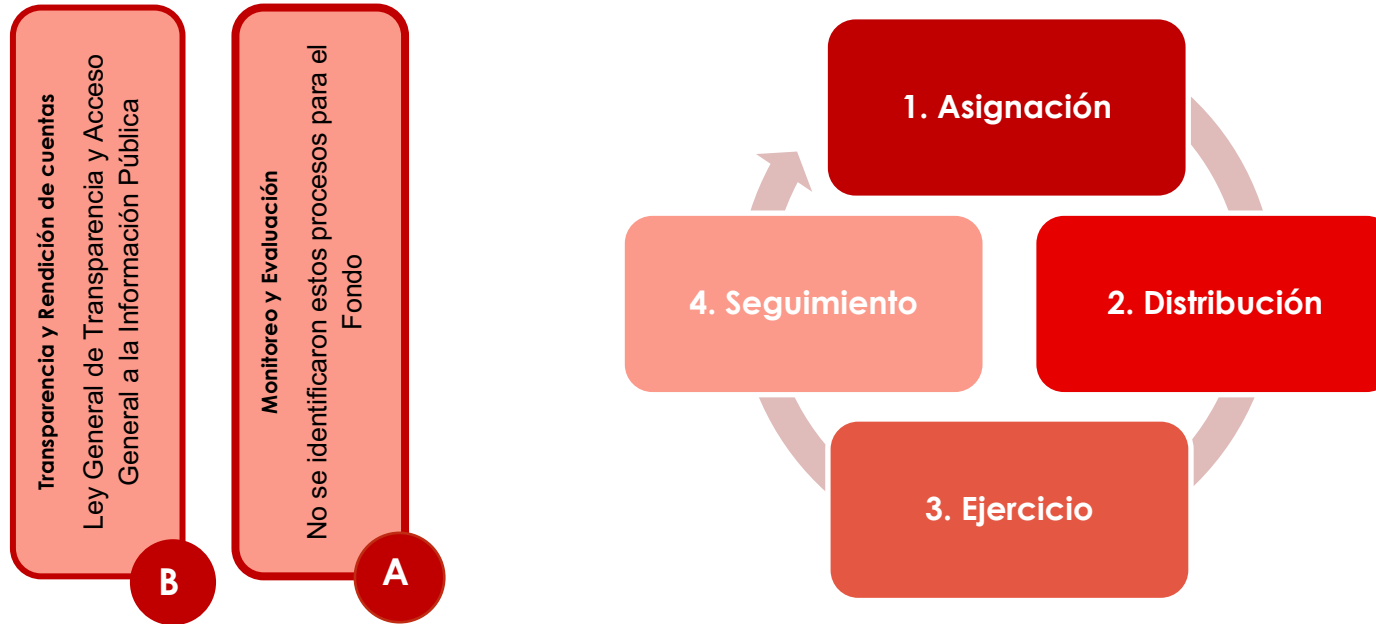 Transparencia y Rendición de cuentas
Ley General de Transparencia y Acceso
General a la Información Pública
B
Monitoreo y Evaluación
No se identificaron estos procesos para el
Fondo
A
1. Asignación
2. Distribución
3. Ejercicio
4. Seguimiento